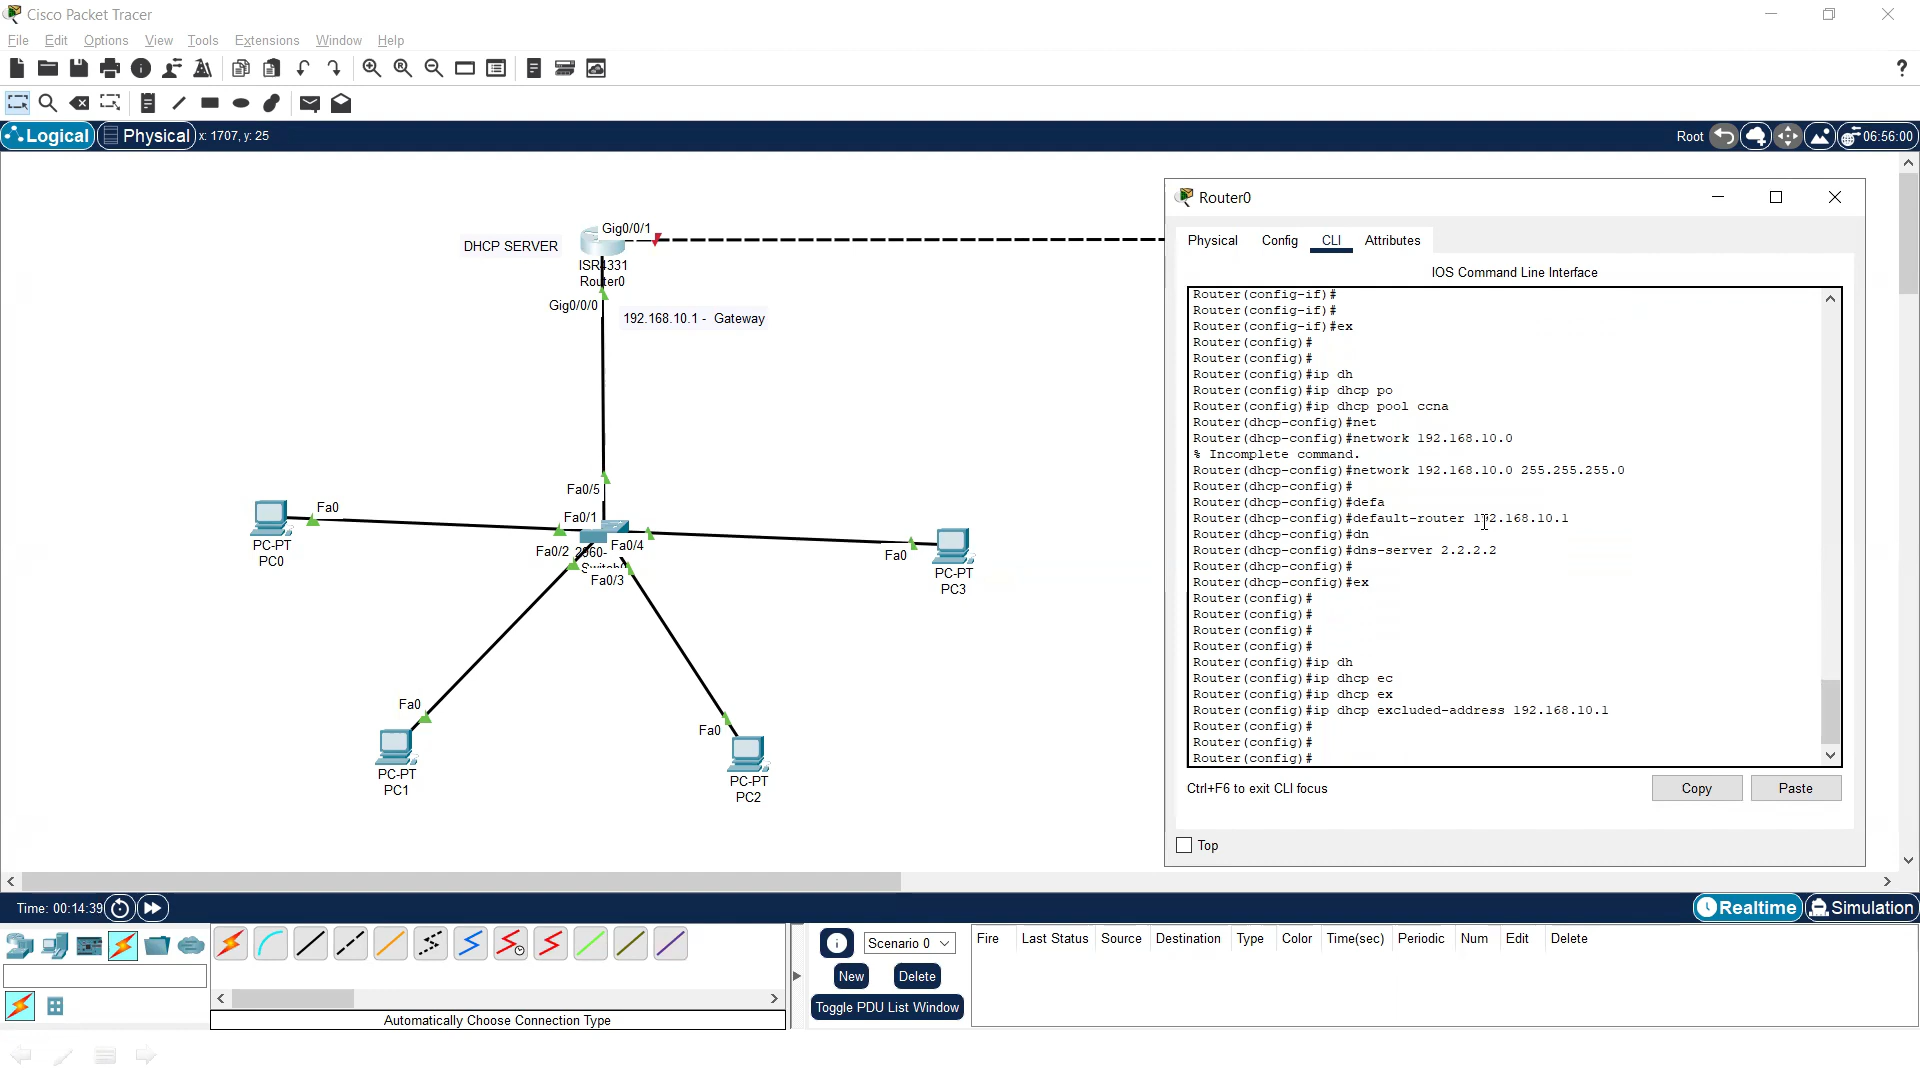 Cisco Packet Tracer
File Edit Options View Tools Extensions Window Help
?
Logical Physical x: 1707, y: 25 Root 06:56:00
DHCP SERVER
Gig0/0/1
ISR4331
Router0
Gig0/0/0
192.168.10.1 - Gateway
Fa0/5
Fa0/1
Fa0/2
2960-
Fa0/4
Switch0
Fa0/3
Fa0
PC-PT
PC0
Fa0
PC-PT
PC3
Fa0
PC-PT
PC1
Fa0
PC-PT
PC2
Router0
Physical Config CLI Attributes
IOS Command Line Interface
Router(config-if)#
Router(config-if)#
Router(config-if)#ex
Router(config)#
Router(config)#
Router(config)#ip dh
Router(config)#ip dhcp po
Router(config)#ip dhcp pool ccna
Router(dhcp-config)#net
Router(dhcp-config)#network 192.168.10.0
% Incomplete command.
Router(dhcp-config)#network 192.168.10.0 255.255.255.0
Router(dhcp-config)#
Router(dhcp-config)#defa
Router(dhcp-config)#default-router 192.168.10.1
Router(dhcp-config)#dn
Router(dhcp-config)#dns-server 2.2.2.2
Router(dhcp-config)#
Router(dhcp-config)#ex
Router(config)#
Router(config)#
Router(config)#
Router(config)#
Router(config)#ip dh
Router(config)#ip dhcp ec
Router(config)#ip dhcp ex
Router(config)#ip dhcp excluded-address 192.168.10.1
Router(config)#
Router(config)#
Router(config)#
Ctrl+F6 to exit CLI focus Copy Paste
Top
Time: 00:14:39 Realtime Simulation
Scenario 0
New Delete
Toggle PDU List Window
Fire Last Status Source Destination Type Color Time(sec) Periodic Num Edit Delete
Automatically Choose Connection Type